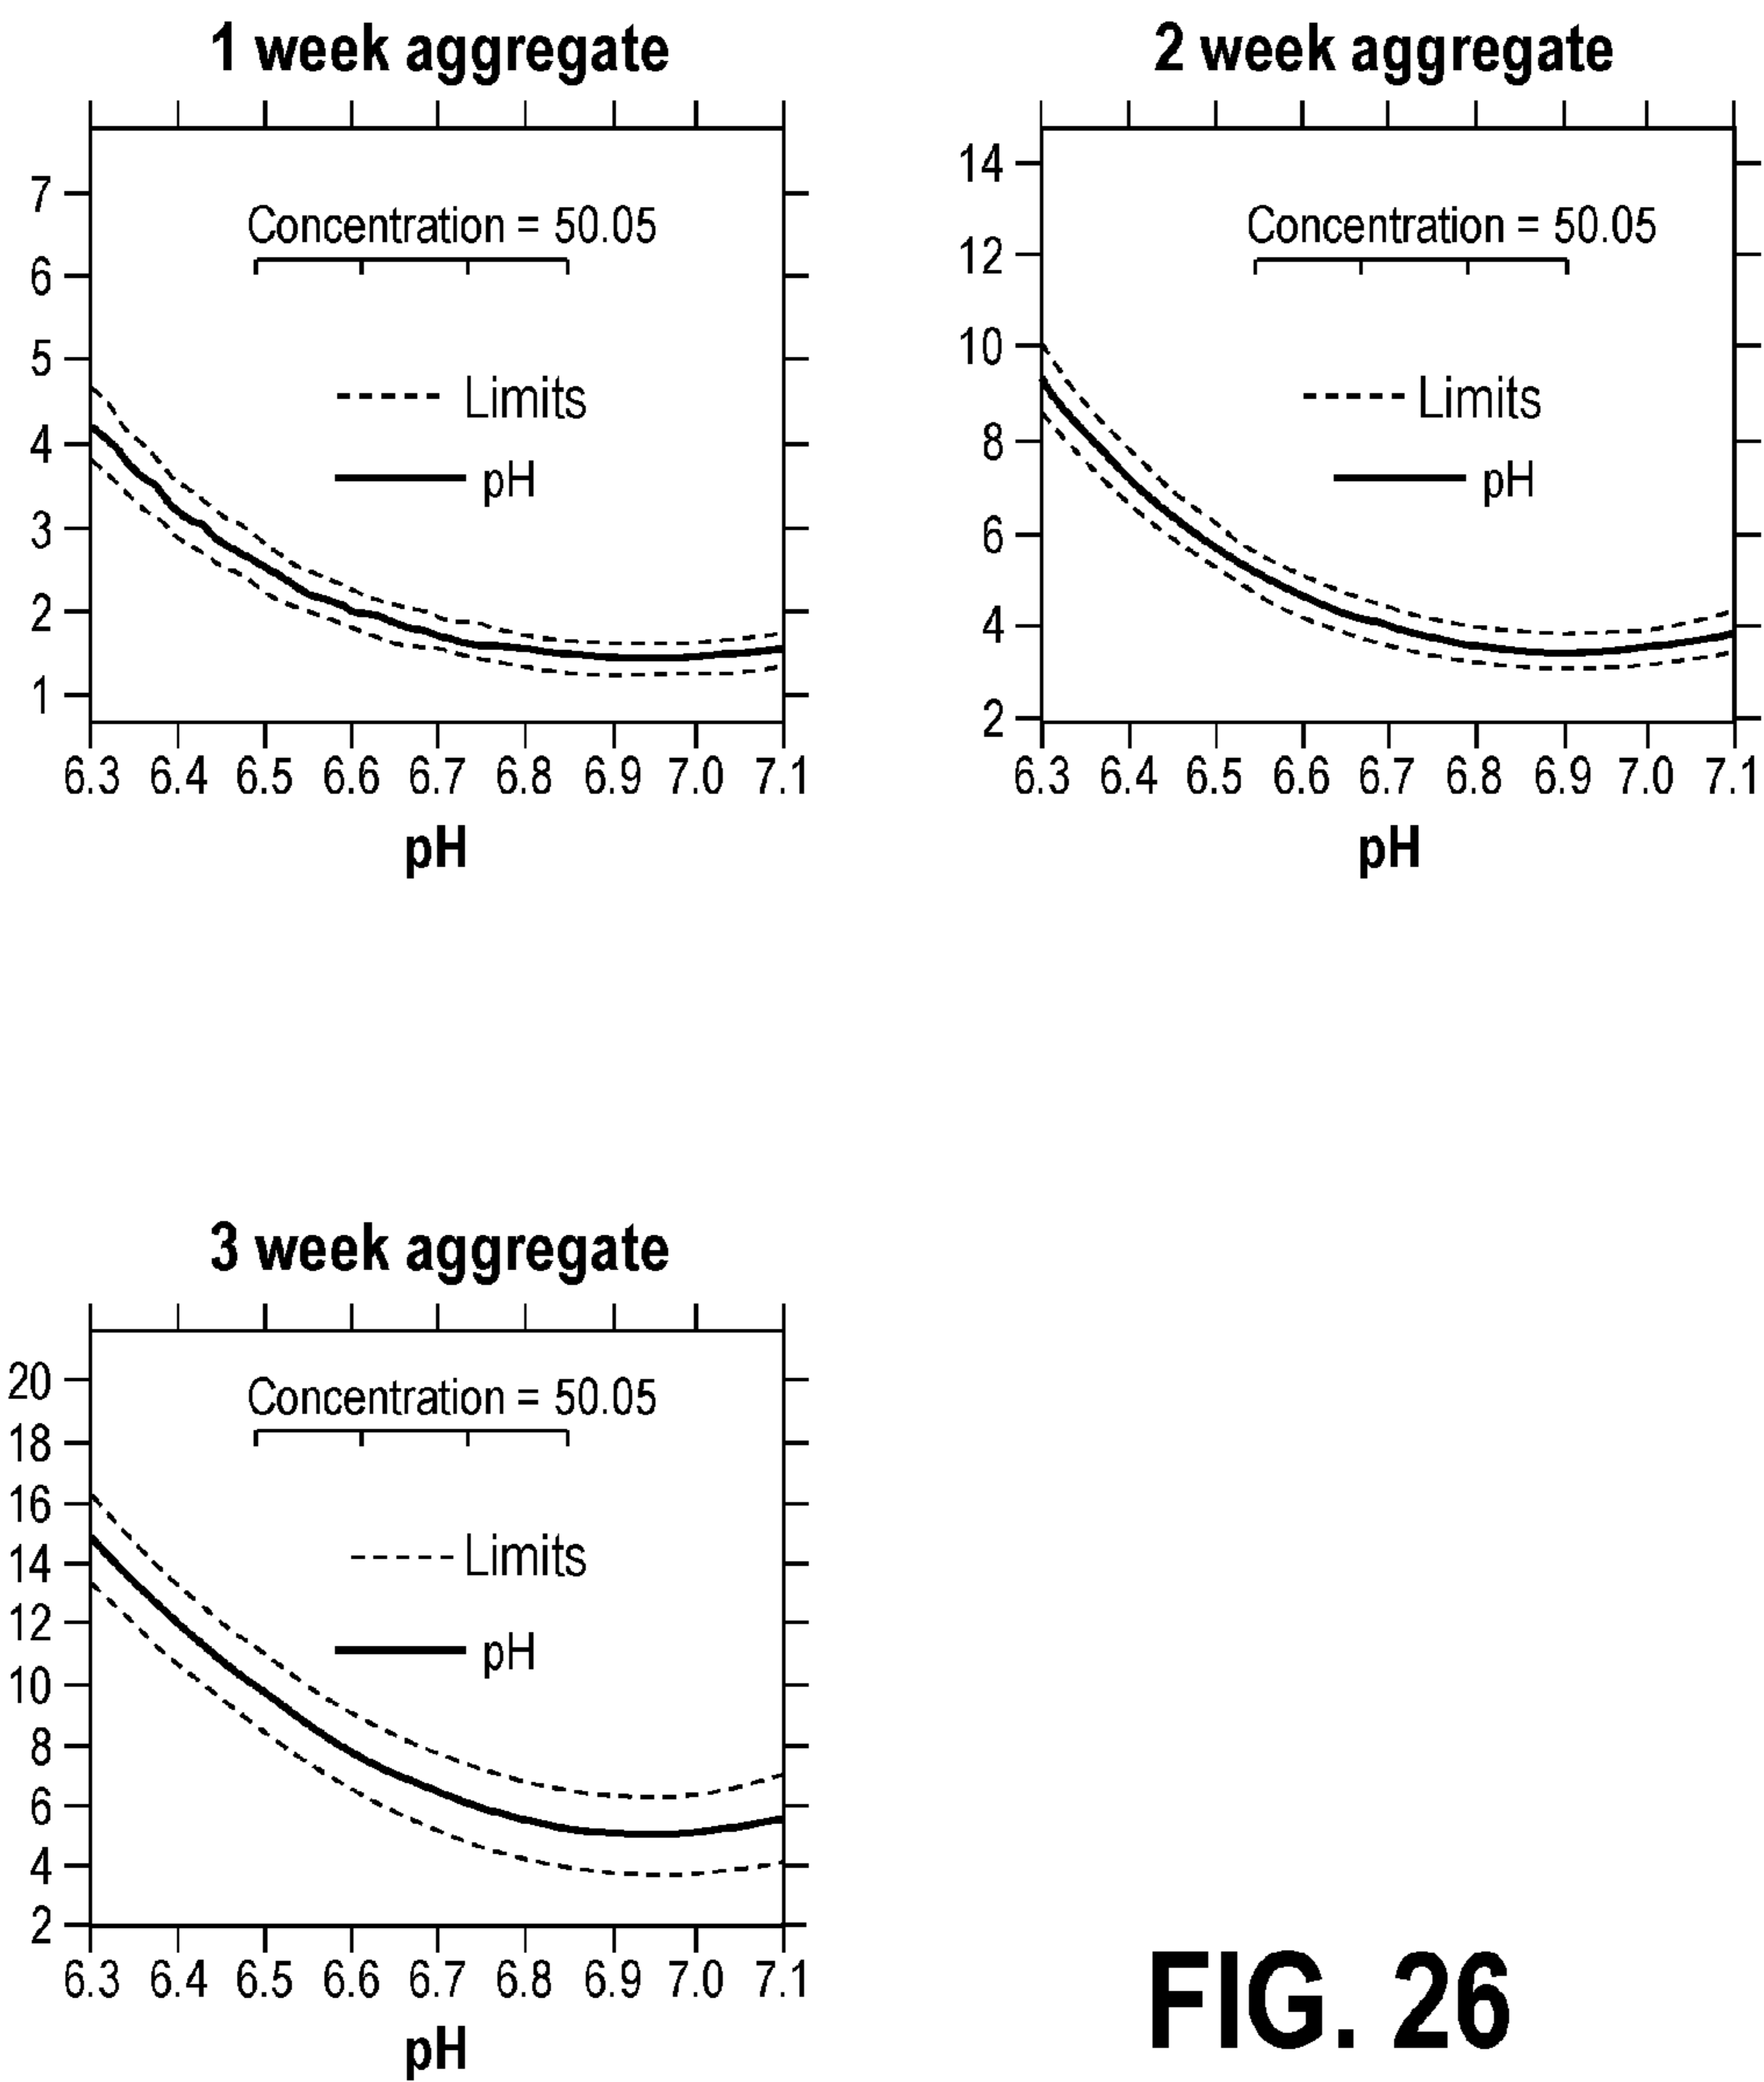 1 week aggregate
7
6
5
4
3
2
1
Concentration = 50.05
Limits
pH
6.3 6.4 6.5 6.6 6.7 6.8 6.9 7.0 7.1
pH
2 week aggregate
14
12
10
8
6
4
2
Concentration = 50.05
Limits
pH
6.3 6.4 6.5 6.6 6.7 6.8 6.9 7.0 7.1
pH
3 week aggregate
20
18
16
14
12
10
8
6
4
2
Concentration = 50.05
Limits
pH
6.3 6.4 6.5 6.6 6.7 6.8 6.9 7.0 7.1
pH
FIG. 26